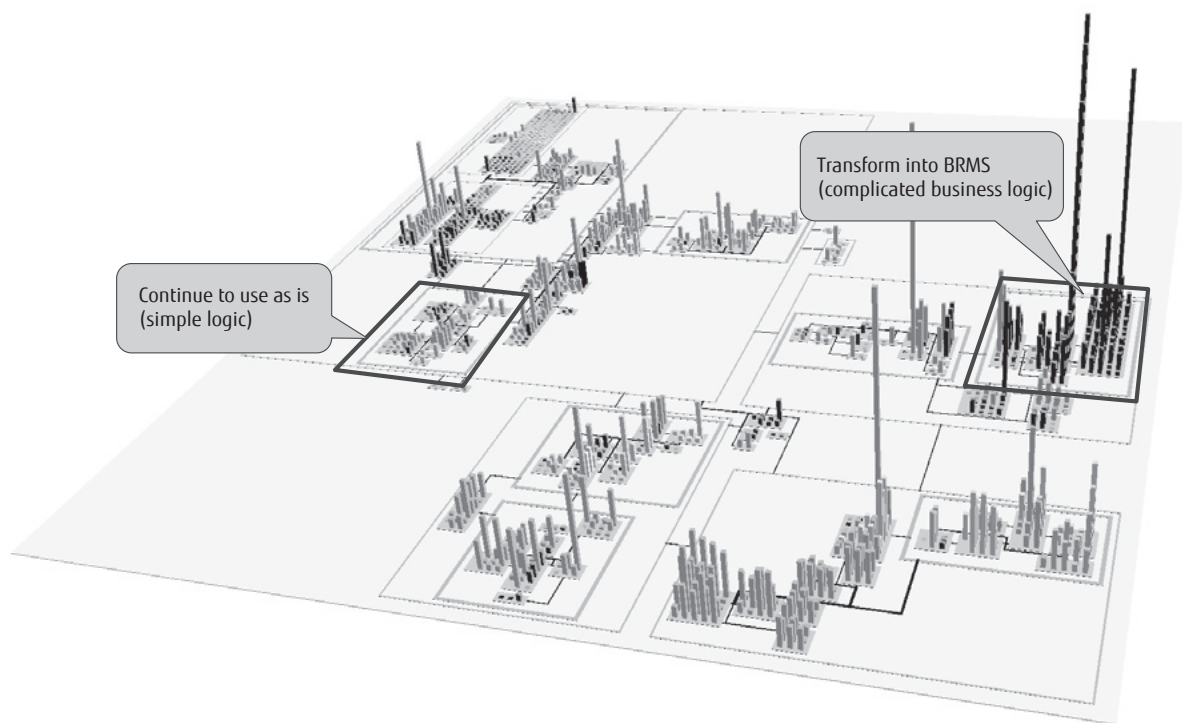 Transform into BRMS
(complicated business logic)
Continue to use as is
(simple logic)